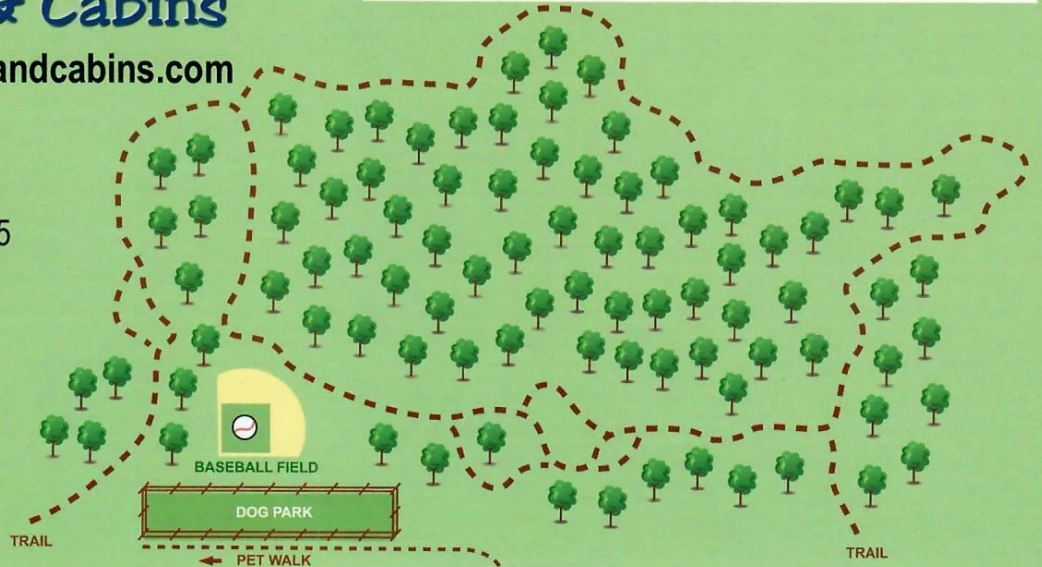 & Cabins
andcabins.com
5
BASEBALL FIELD
DOG PARK
TRAIL
PET WALK
TRAIL